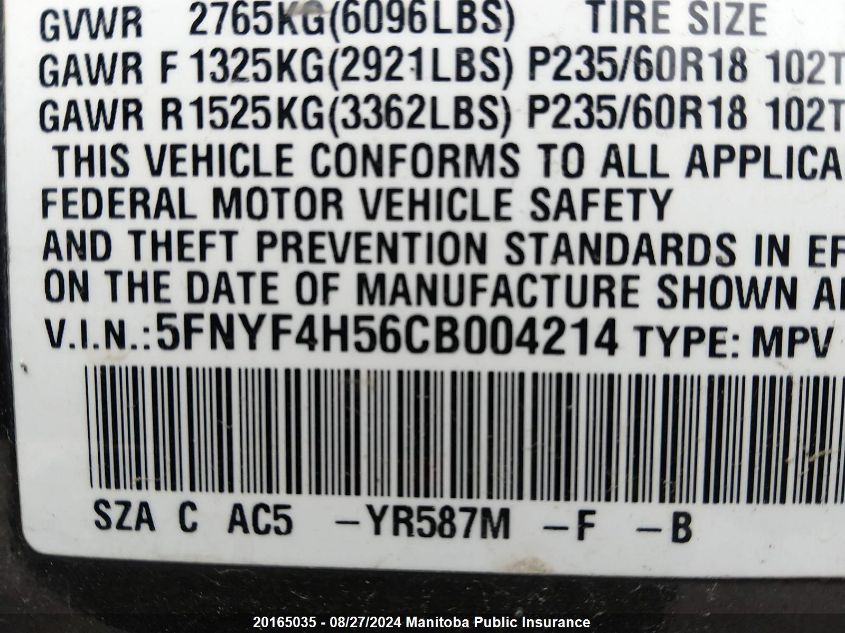 GVWR 2765KG(6096LBS) TIRE SIZE
GAWR F 1325KG(2921LBS) P235/60R18 102T
GAWR R1525KG(3362LBS) P235/60R18 102T
THIS VEHICLE CONFORMS TO ALL APPLICA
FEDERAL MOTOR VEHICLE SAFETY
AND THEFT PREVENTION STANDARDS IN EF
ON THE DATE OF MANUFACTURE SHOWN A
V.I.N.:5FNYF4H56CB004214 TYPE: MPV
SZA C AC5 -YR587M -F -B
20165035 - 08/27/2024 Manitoba Public Insurance